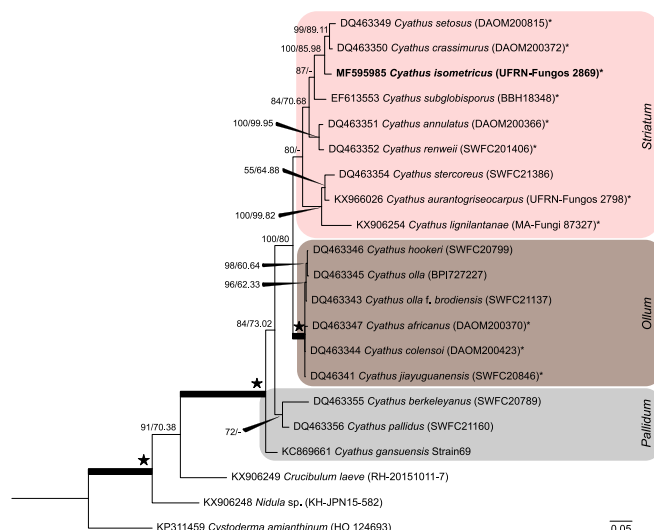 DQ463349 Cyathus setosus (DAOM200815)*
99/89.11
DQ463350 Cyathus crassimurus (DAOM200372)*
100/85.98
MF595985 Cyathus isometricus (UFRN-Fungos 2869)*
87/-
EF613553 Cyathus subglobisporus (BBH18348)*
84/70.68
Striatum
DQ463351 Cyathus annulatus (DAOM200366)*
100/99.95
DQ463352 Cyathus renweii (SWFC201406)*
80/-
DQ463354 Cyathus stercoreus (SWFC21386)
55/64.88
KX966026 Cyathus aurantogriseocarpus (UFRN-Fungos 2798)*
100/99.82
KX906254 Cyathus lignilantanae (MA-Fungi 87327)*
100/80
DQ463346 Cyathus hookeri (SWFC20799)
98/60.64
DQ463345 Cyathus olla (BPI727227)
96/62.33
DQ463343 Cyathus olla f. brodiensis (SWFC21137)
Ollum
DQ463347 Cyathus africanus (DAOM200370)*
84/73.02
DQ463344 Cyathus colensoi (DAOM200423)*
DQ46341 Cyathus jiayuguanensis (SWFC20846)*
DQ463355 Cyathus berkeleyanus (SWFC20789)
Pallidum
DQ463356 Cyathus pallidus (SWFC21160)
72/-
91/70.38
KC869661 Cyathus gansuensis Strain69
KX906249 Crucibulum laeve (RH-20151011-7)
KX906248 Nidula sp. (KH-JPN15-582)
KP311459 Cystoderma amianthinum (HO 124693)
0.05